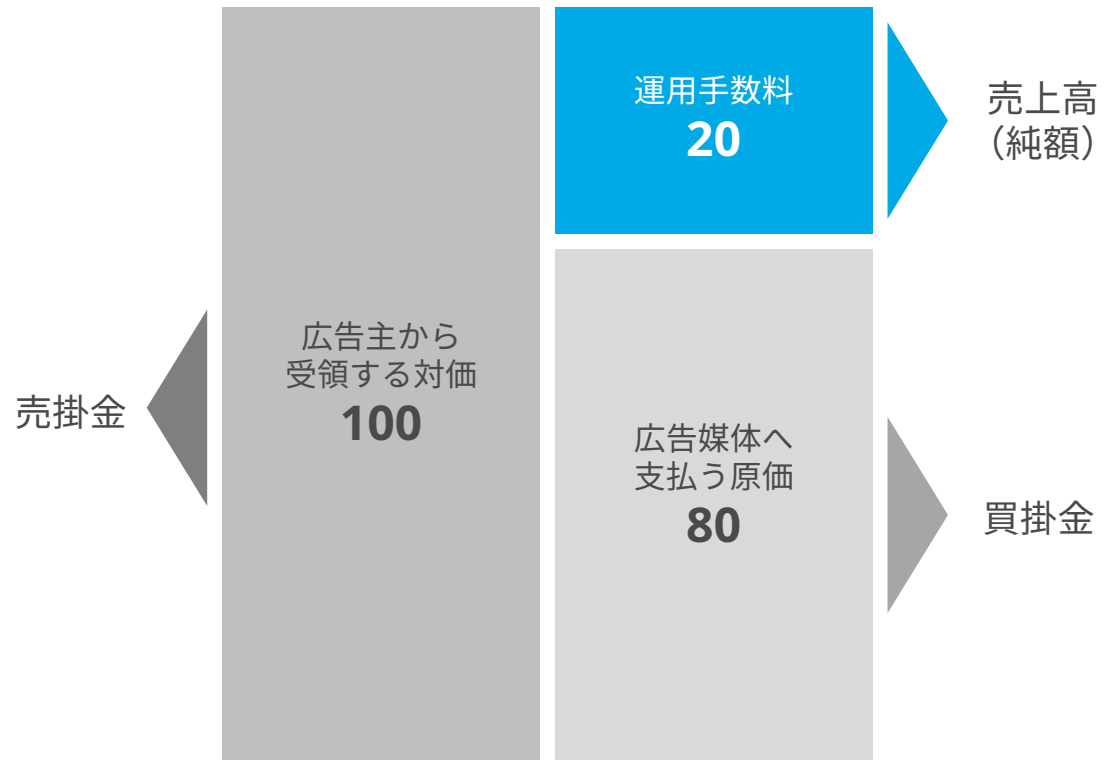 売掛金
広告主から
受領する対価
100
運用手数料
20
売上高
（純額）
広告媒体へ
支払う原価
80
買掛金